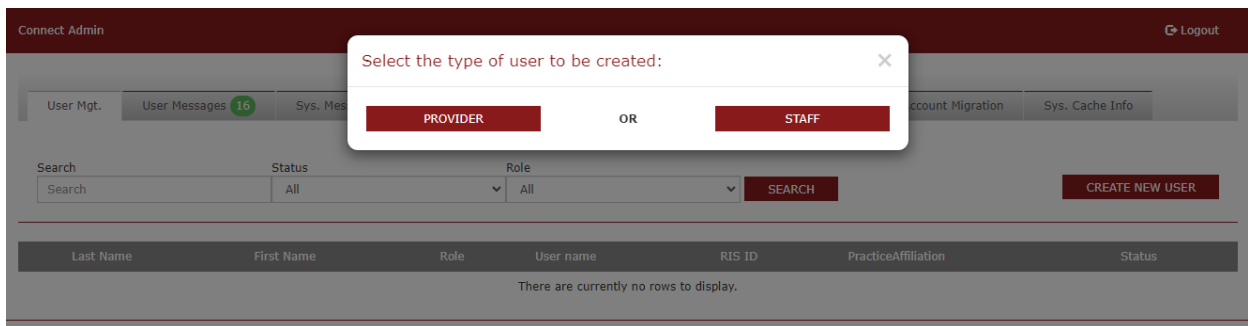 Connect Admin
Logout
Select the type of user to be created:
×
PROVIDER OR STAFF
User Mgt. User Messages 16 Sys. Mes ccount Migration Sys. Cache Info
Search Status Role
Search All All SEARCH CREATE NEW USER
Last Name First Name Role User name RIS ID PracticeAffiliation Status
There are currently no rows to display.